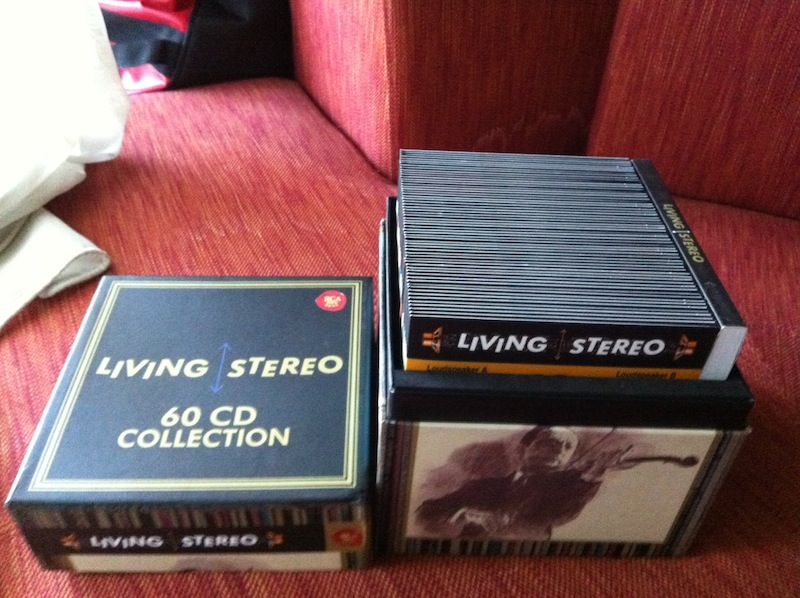 LIVING STEREO
60 CD
COLLECTION
LIVING STEREO
LIVING STEREO
LIVING STEREO
Loudspeaker A Loudspeaker B